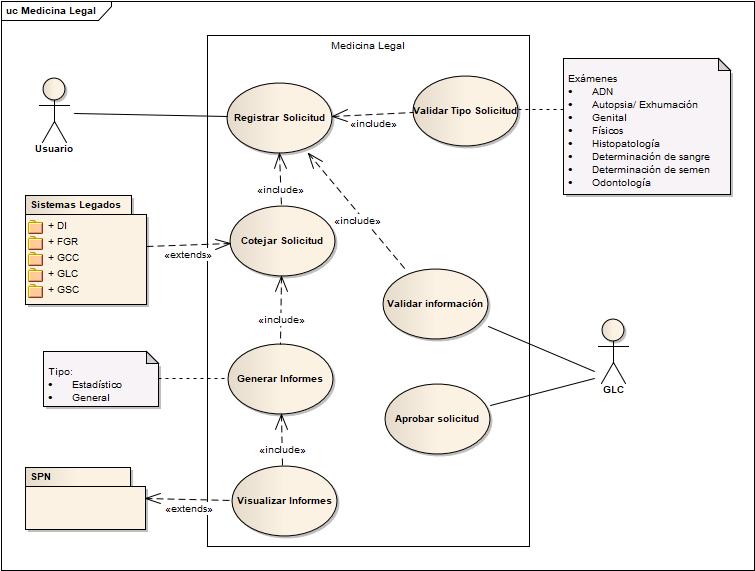 uc Medicina Legal
Medicina Legal
Registrar Solicitud
Validar Tipo Solicitud
«include»
Usuario
Exámenes
• ADN
• Autopsia/ Exhumación
• Genital
• Físicos
• Histopatología
• Determinación de sangre
• Determinación de semen
• Odontología
«include»
Sistemas Legados
+ DI
+ FGR
+ GCC
+ GLC
+ GSC
«include»
Cotejar Solicitud
«extends»
Validar información
«include»
Tipo:
• Estadístico
• General
Generar Informes
GLC
Aprobar solicitud
«include»
SPN
Visualizar Informes
«extends»